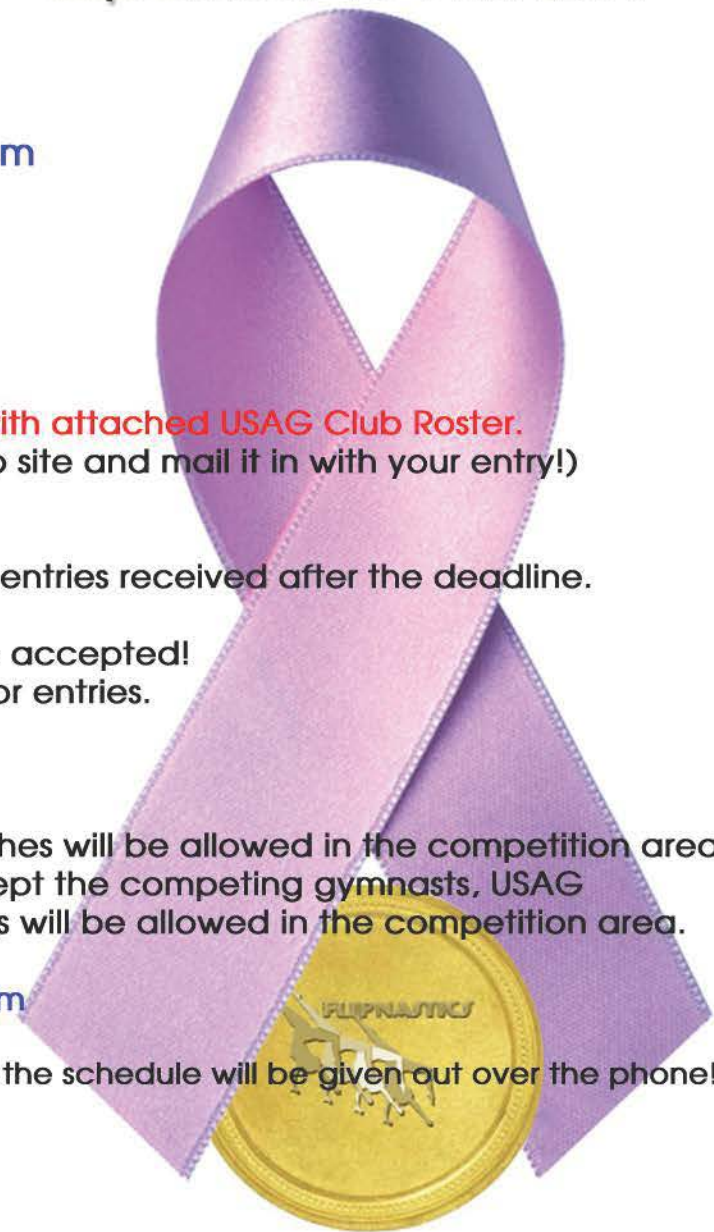 m
ith attached USAG Club Roster.
site and mail it in with your entry!)
entries received after the deadline.
accepted!
or entries.
hes will be allowed in the competition area
ept the competing gymnasts, USAG
s will be allowed in the competition area.
m
FLIPNASTICS
the schedule will be given out over the phone!